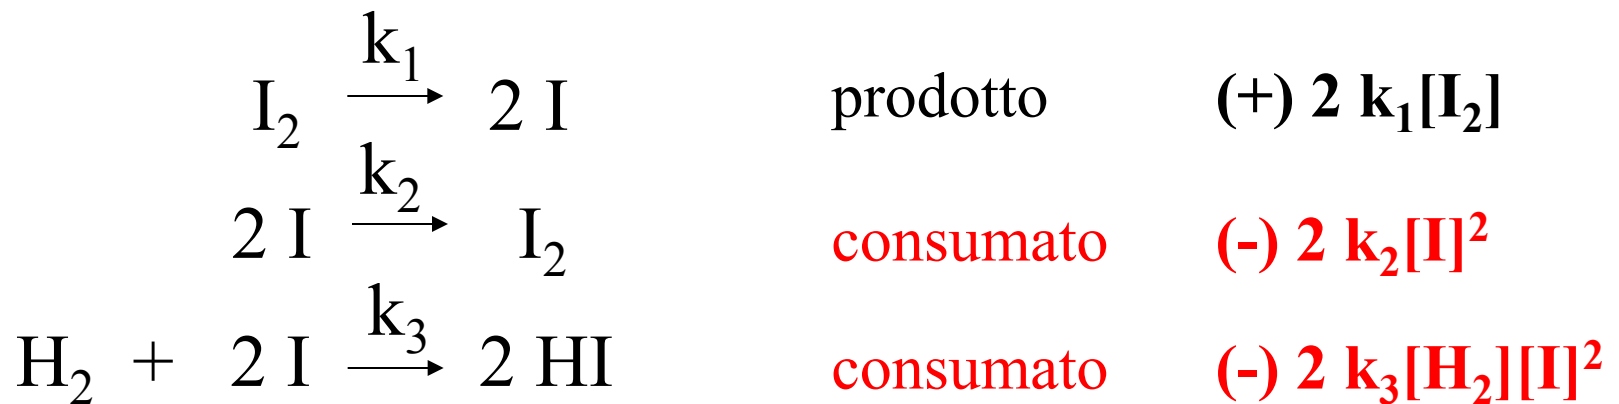 I₂ →(k₁) 2 I prodotto (+) 2 k₁[I₂]
2 I →(k₂) I₂ consumato (-) 2 k₂[I]²
H₂ + 2 I →(k₃) 2 HI consumato (-) 2 k₃[H₂][I]²